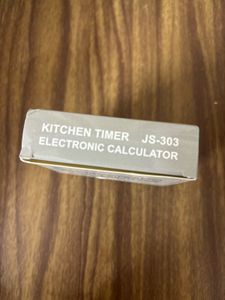 KITCHEN TIMER JS-303
ELECTRONIC CALCULATOR